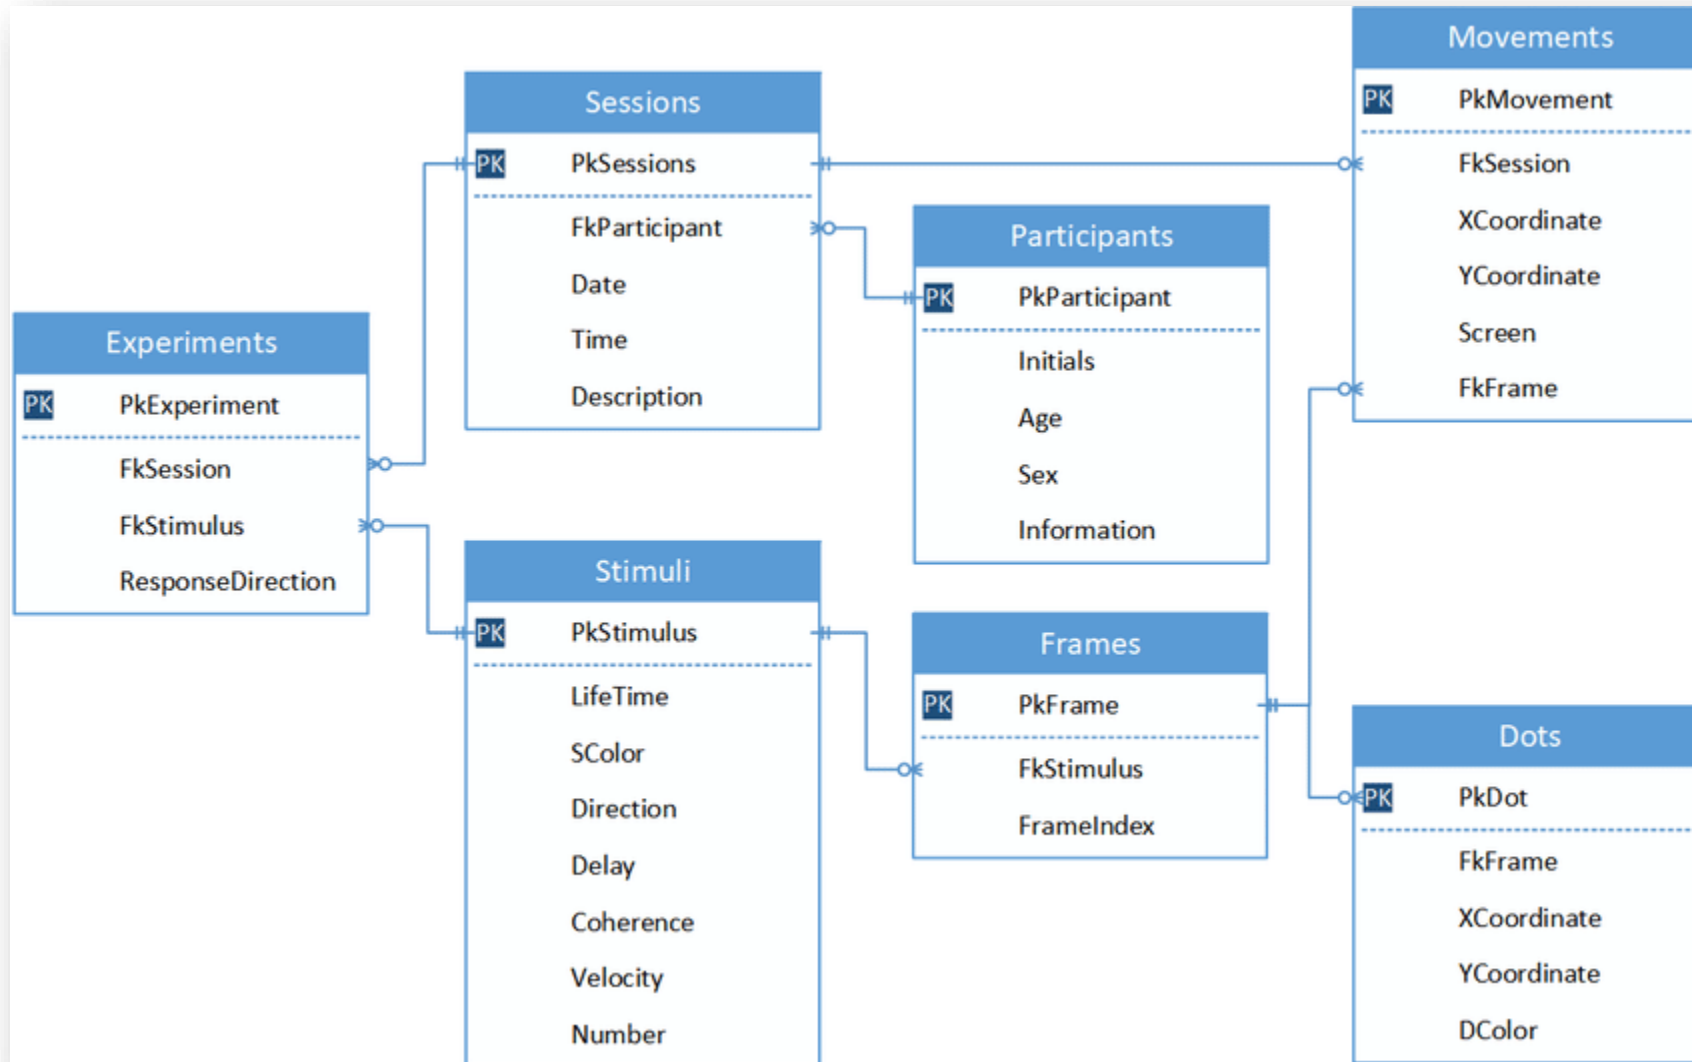 Movements
PK PkMovement
FkSession
XCoordinate
YCoordinate
Screen
FkFrame
Sessions
PK PkSessions
FkParticipant
Date
Time
Description
Participants
PK PkParticipant
Initials
Age
Sex
Information
Experiments
PK PkExperiment
FkSession
FkStimulus
ResponseDirection
Stimuli
PK PkStimulus
LifeTime
SColor
Direction
Delay
Coherence
Velocity
Number
Frames
PK PkFrame
FkStimulus
FrameIndex
Dots
PK PkDot
FkFrame
XCoordinate
YCoordinate
DColor